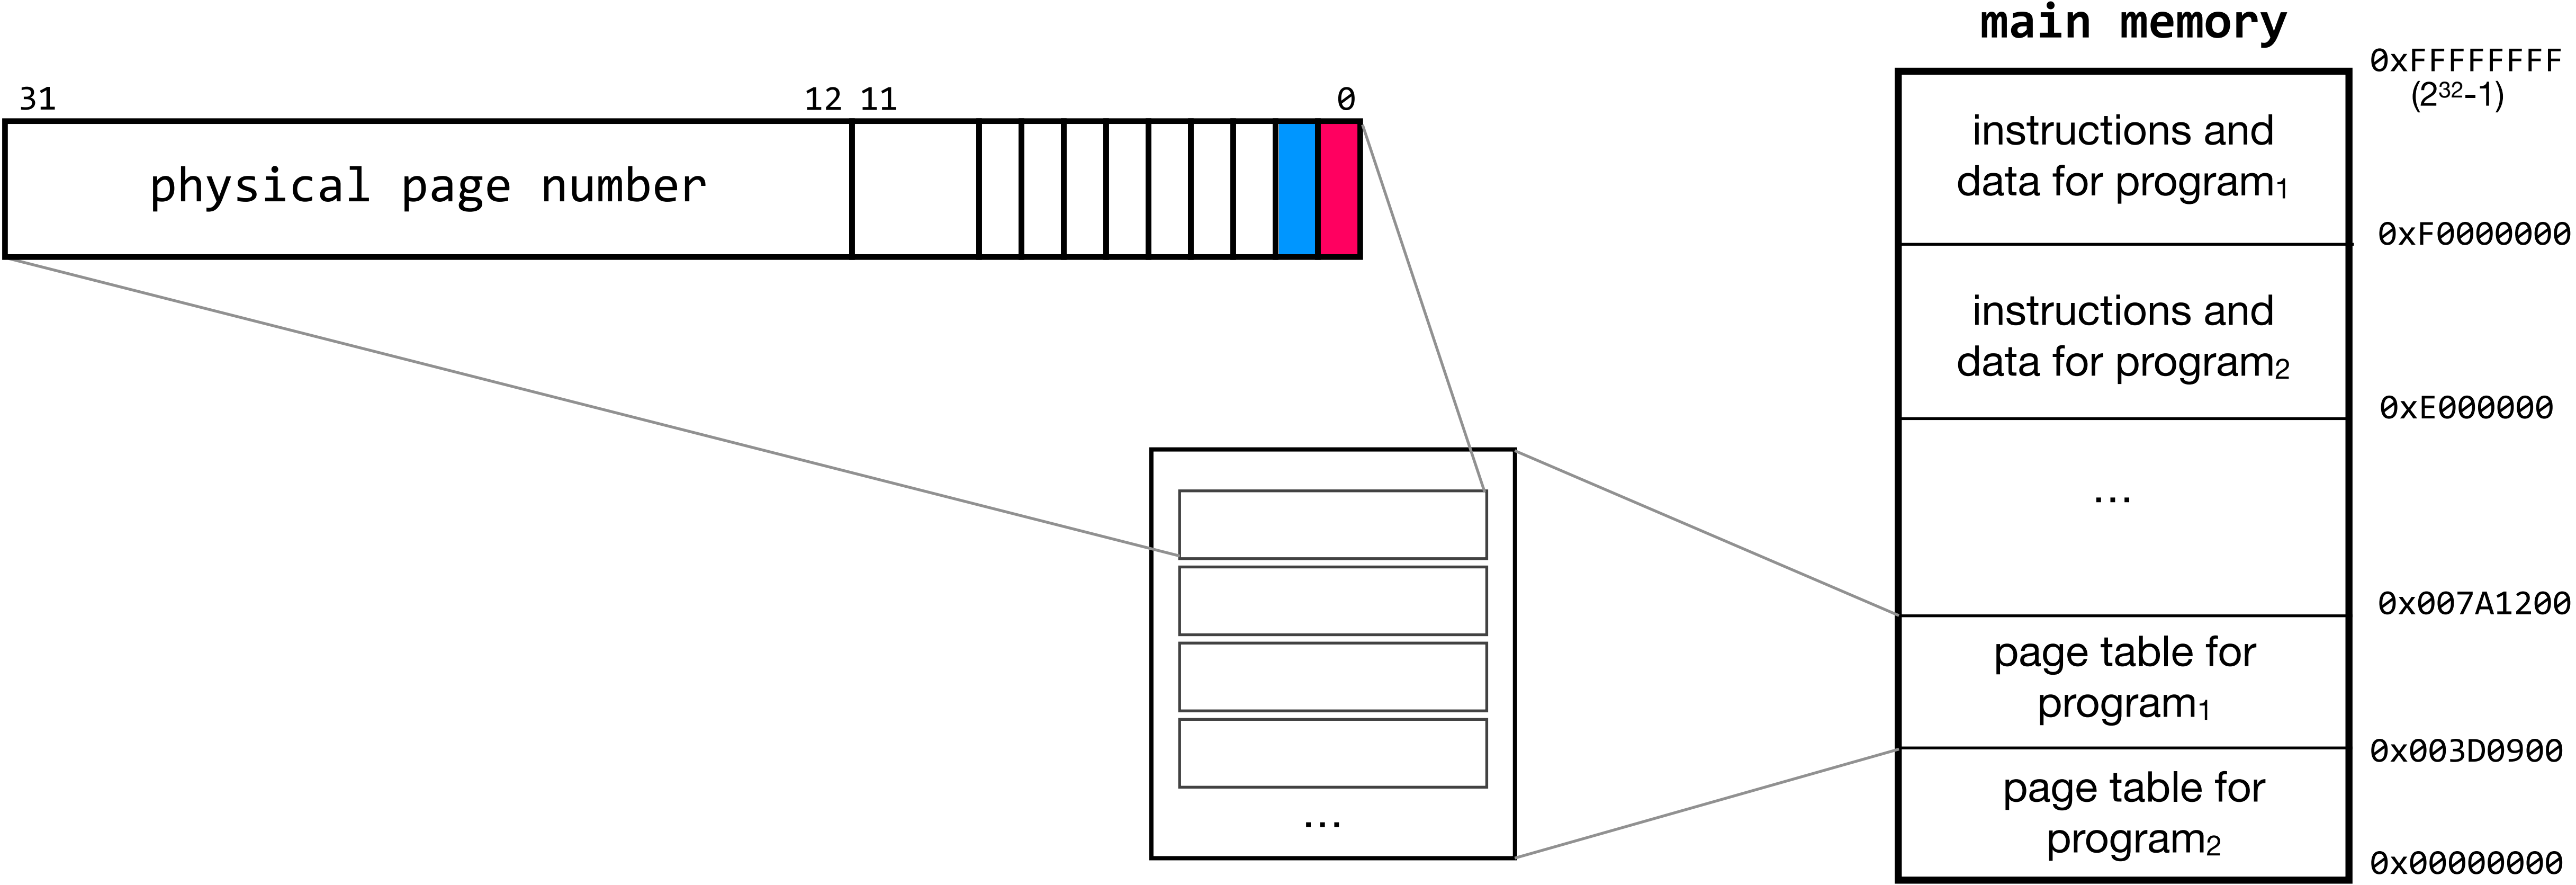 main memory
31 12 11 0
physical page number
0xFFFFFFFF
(2³²-1)
instructions and
data for program₁
0xF0000000
instructions and
data for program₂
0xE000000
...
0x007A1200
page table for
program₁
0x003D0900
page table for
program₂
0x00000000
...